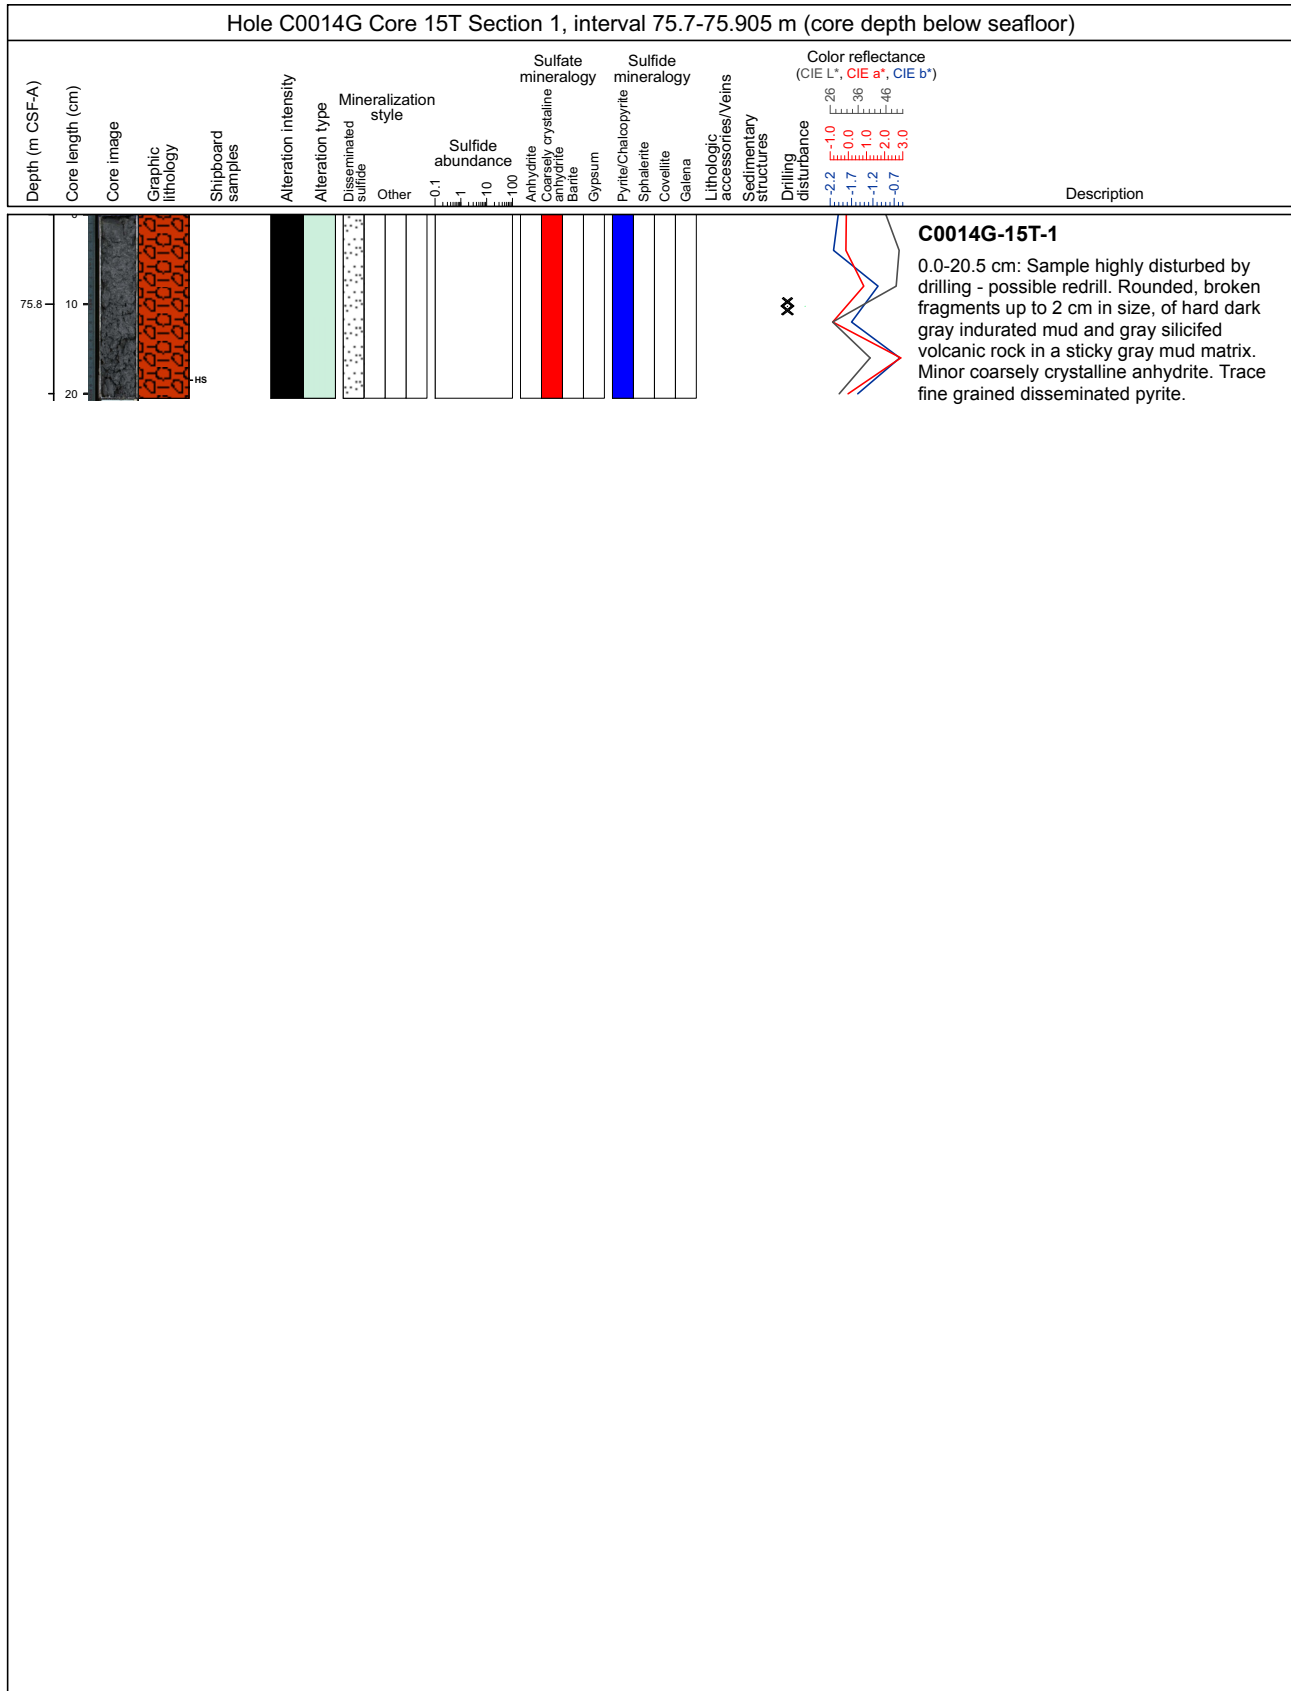 Hole C0014G Core 15T Section 1, interval 75.7-75.905 m (core depth below seafloor)
Depth (m CSF-A)
Core length (cm)
Core image
Graphic
lithology
Shipboard
samples
Alteration intensity
Alteration type
Mineralization
style
Disseminated
sulfide
Other
Sulfide
abundance
0.1
1
10
100
Sulfate
mineralogy
Anhydrite
Coarsely crystaline
anhydrite
Barite
Gypsum
Sulfide
mineralogy
Pyrite/Chalcopyrite
Sphalerite
Covellite
Galena
Lithologic
accessories/Veins
Sedimentary
structures
Drilling
disturbance
Color reflectance
(CIE L*, CIE a*, CIE b*)
26
36
46
-1.0
0.0
1.0
2.0
3.0
-2.2
-1.7
-1.2
-0.7
Description
0
75.8
10
20
HS
C0014G-15T-1
0.0-20.5 cm: Sample highly disturbed by
drilling - possible redrill. Rounded, broken
fragments up to 2 cm in size, of hard dark
gray indurated mud and gray silicifed
volcanic rock in a sticky gray mud matrix.
Minor coarsely crystalline anhydrite. Trace
fine grained disseminated pyrite.